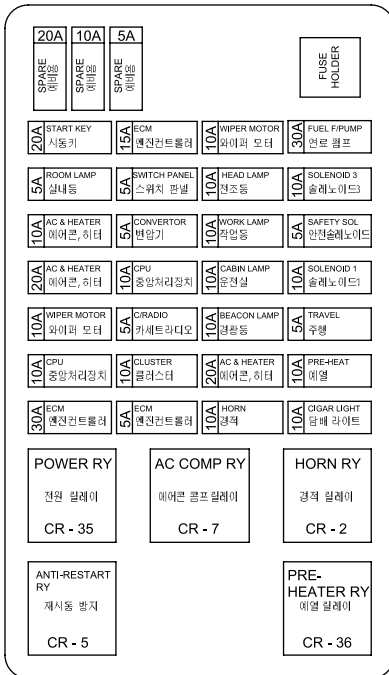 20A 10A 5A
SPARE 예비용
SPARE 예비용
SPARE 예비용
FUSE HOLDER
20A START KEY 시동키
15A ECM 엔진컨트롤러
10A WIPER MOTOR 와이퍼 모터
30A FUEL F/PUMP 연료 펌프
5A ROOM LAMP 실내등
5A SWITCH PANEL 스위치 판넬
10A HEAD LAMP 전조등
10A SOLENOID 3 솔레노이드3
10A AC & HEATER 에어콘, 히터
5A CONVERTOR 변압기
10A WORK LAMP 작업등
5A SAFETY SOL 안전솔레노이드
20A AC & HEATER 에어콘, 히터
10A CPU 중앙처리장치
10A CABIN LAMP 운전실
10A SOLENOID 1 솔레노이드1
10A WIPER MOTOR 와이퍼 모터
5A C/RADIO 카세트라디오
10A BEACON LAMP 경광등
5A TRAVEL 주행
10A CPU 중앙처리장치
10A CLUSTER 클러스터
20A AC & HEATER 에어콘, 히터
10A PRE-HEAT 예열
30A ECM 엔진컨트롤러
5A ECM 엔진컨트롤러
10A HORN 경적
10A CIGAR LIGHT 담배 라이트
POWER RY
전원 릴레이
CR - 35
AC COMP RY
에어콘 콤프 릴레이
CR - 7
HORN RY
경적 릴레이
CR - 2
ANTI-RESTART
RY
재시동 방지
CR - 5
PRE-
HEATER RY
예열 릴레이
CR - 36